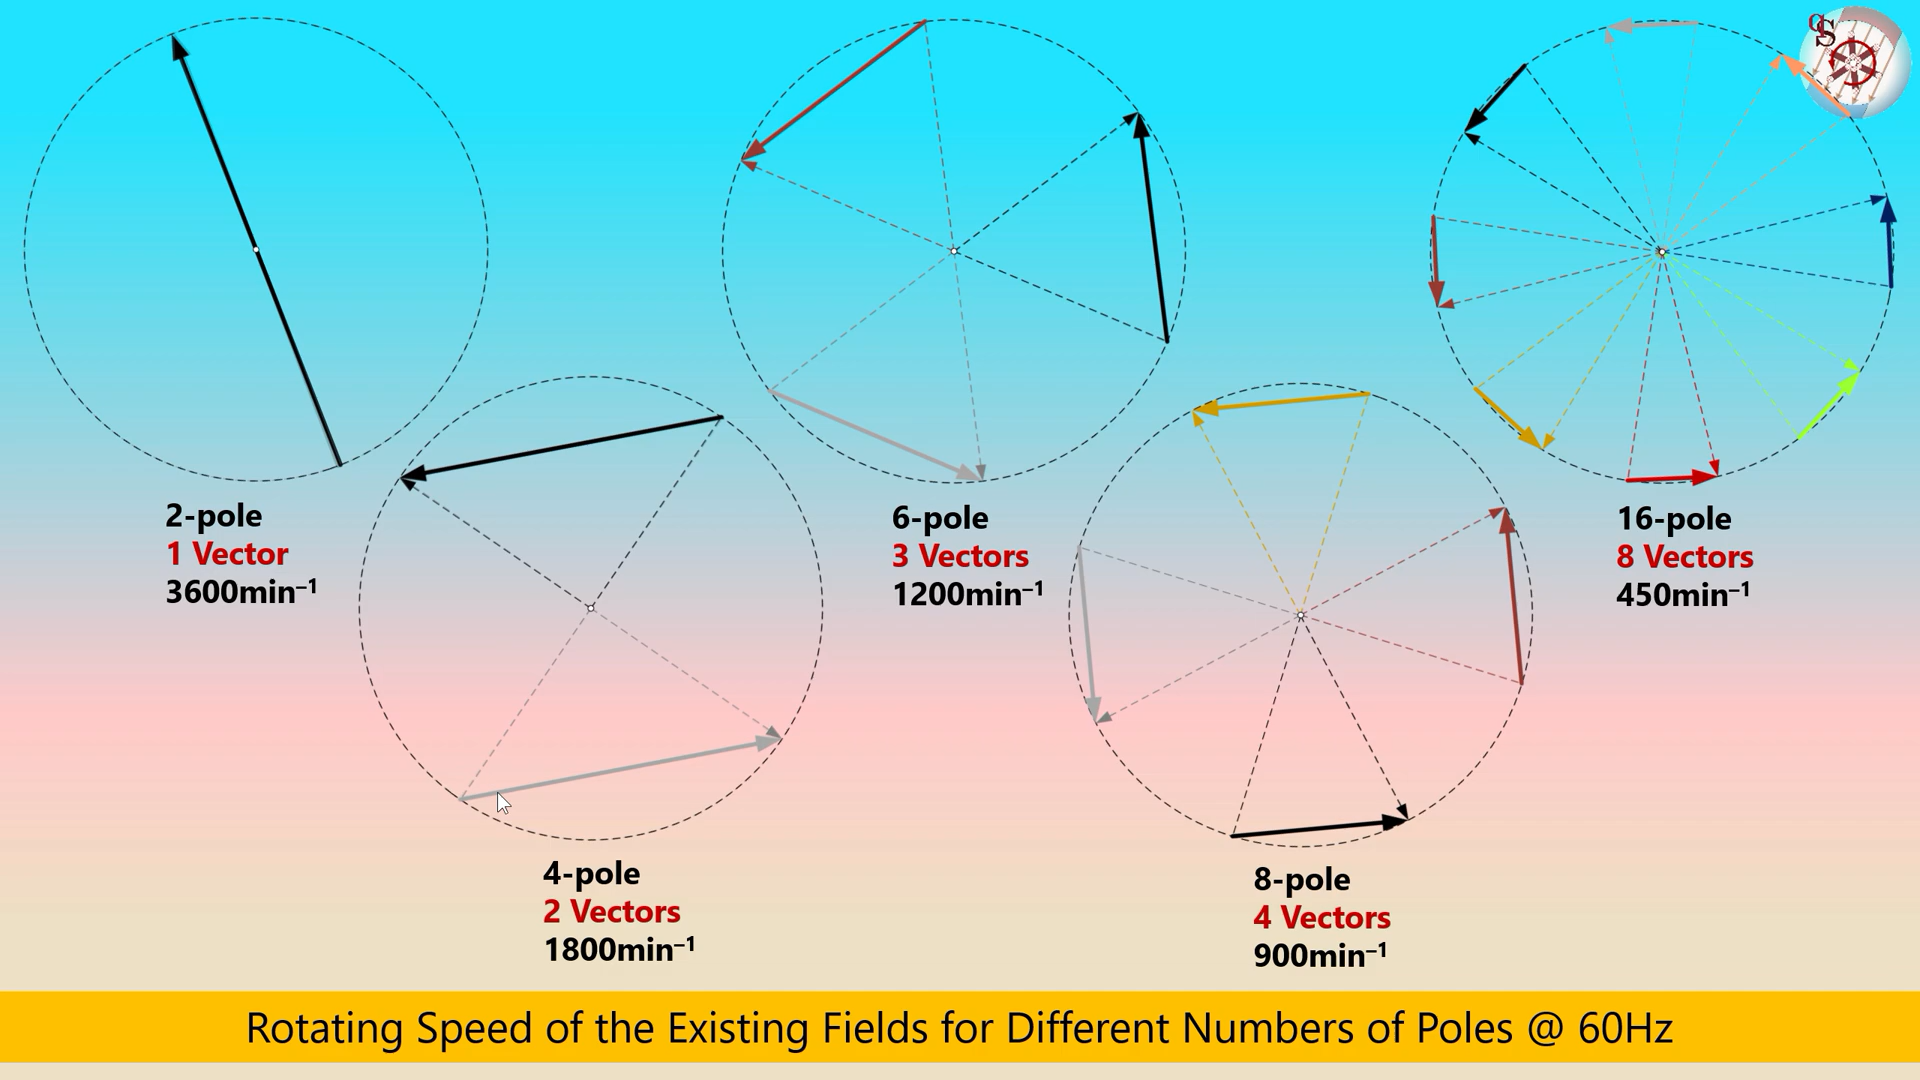 2-pole
1 Vector
3600min⁻¹
4-pole
2 Vectors
1800min⁻¹
6-pole
3 Vectors
1200min⁻¹
8-pole
4 Vectors
900min⁻¹
16-pole
8 Vectors
450min⁻¹
Rotating Speed of the Existing Fields for Different Numbers of Poles @ 60Hz